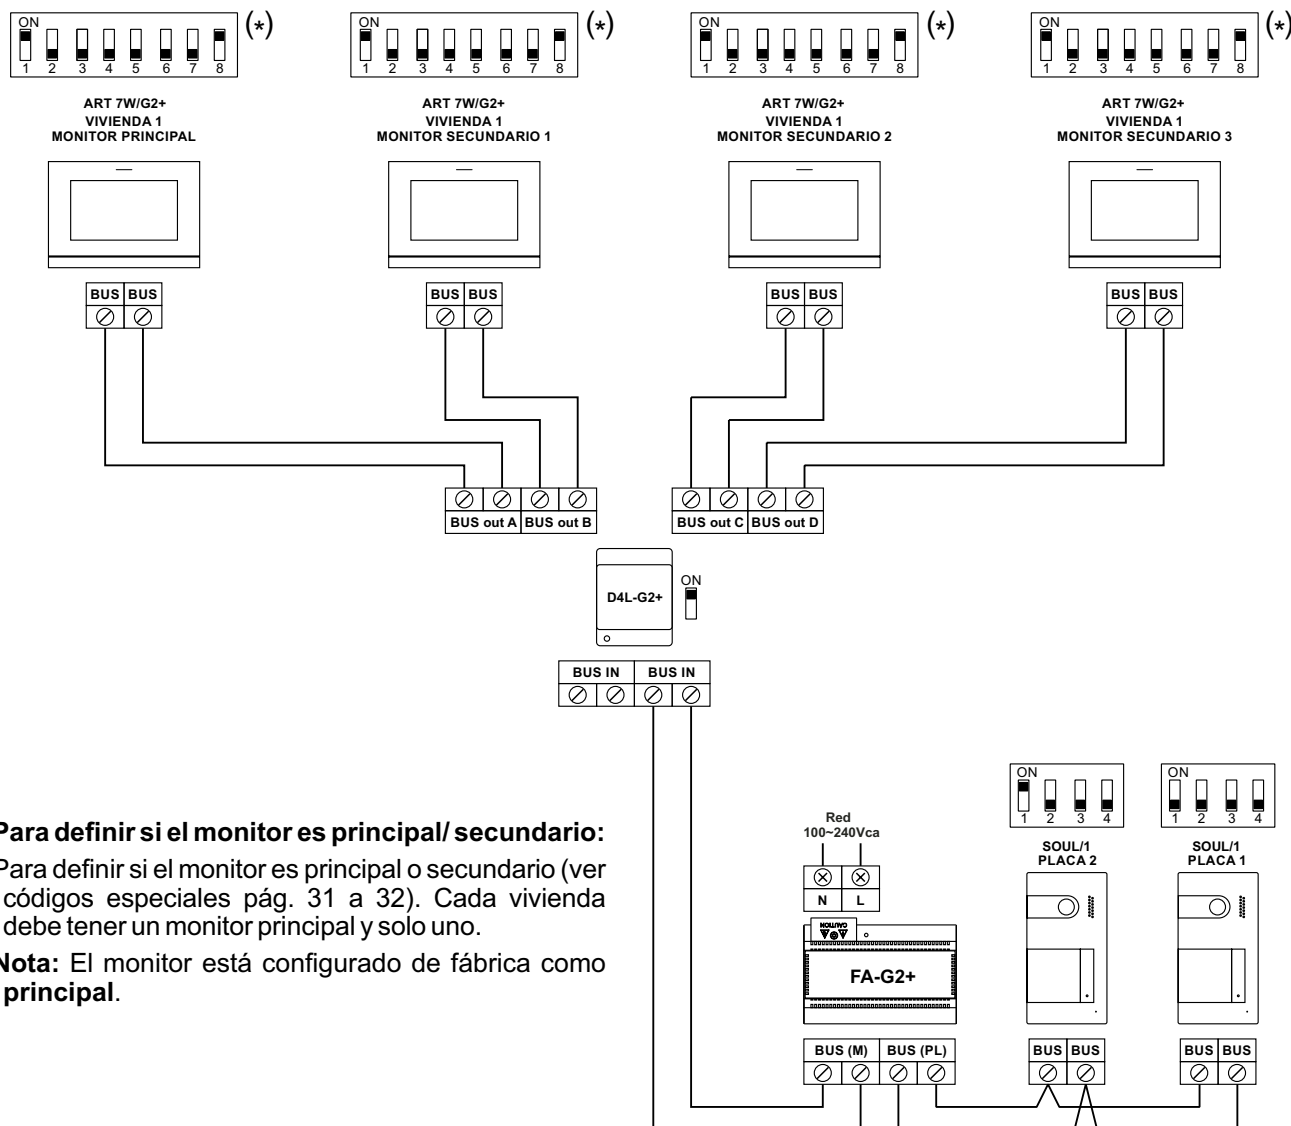 ON (*) ON (*) ON (*) ON (*)
1 2 3 4 5 6 7 8 1 2 3 4 5 6 7 8 1 2 3 4 5 6 7 8 1 2 3 4 5 6 7 8
ART 7W/G2+
VIVIENDA 1
MONITOR PRINCIPAL
ART 7W/G2+
VIVIENDA 1
MONITOR SECUNDARIO 1
ART 7W/G2+
VIVIENDA 1
MONITOR SECUNDARIO 2
ART 7W/G2+
VIVIENDA 1
MONITOR SECUNDARIO 3
BUS BUS BUS BUS BUS BUS BUS BUS
BUS out A BUS out B BUS out C BUS out D
D4L-G2+ ON
BUS IN BUS IN
Para definir si el monitor es principal/ secundario:
Para definir si el monitor es principal o secundario (ver
códigos especiales pág. 31 a 32). Cada vivienda
debe tener un monitor principal y solo uno.
Nota: El monitor está configurado de fábrica como
principal.
ON ON
1 2 3 4 1 2 3 4
Red
100~240Vca
N L
CAUTION
FA-G2+
SOUL/1
PLACA 2
SOUL/1
PLACA 1
BUS (M) BUS (PL) BUS BUS BUS BUS